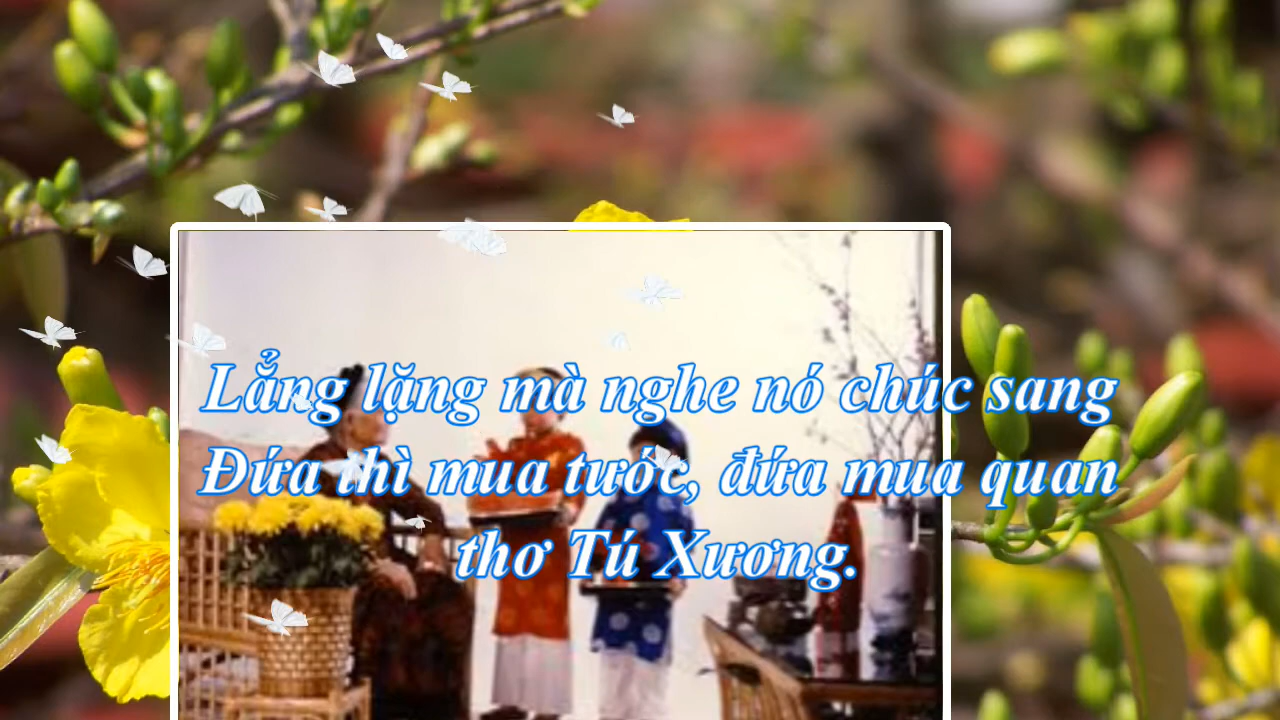 Lẳng lặng mà nghe nó chúc sang
Đứa thì mua tước, đứa mua quan
thơ Tú Xương.